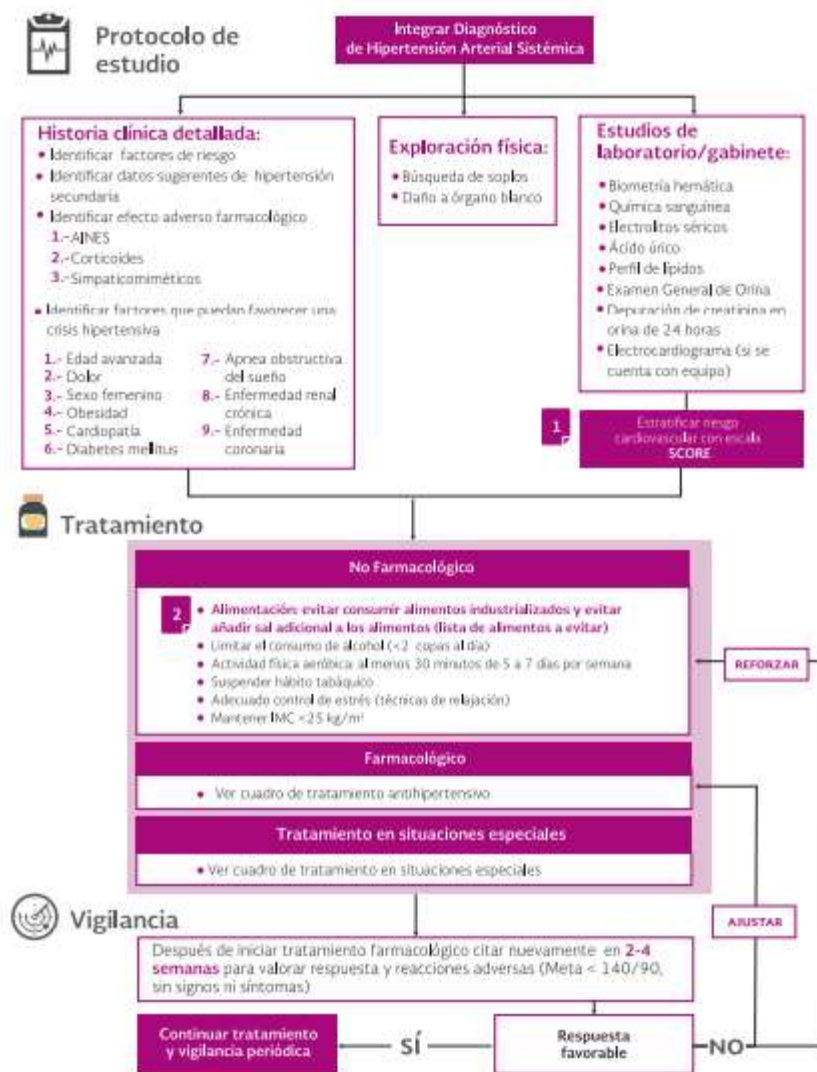 Protocolo de
estudio
Integrar Diagnóstico
de Hipertensión Arterial Sistémica
Historia clínica detallada:
• Identificar factores de riesgo
• Identificar datos sugerentes de hipertensión
secundaria
• Identificar efecto adverso farmacológico
1.-AINES
2.-Corticoides
3.-Simpaticomiméticos
• Identificar factores que puedan favorecer una
crisis hipertensiva
1.- Edad avanzada
2.- Dolor
3.- Sexo femenino
4.- Obesidad
5.- Cardiopatía
6.- Diabetes mellitus
7.- Apnea obstructiva
del sueño
8.- Enfermedad renal
crónica
9.- Enfermedad
coronaria
Exploración física:
• Búsqueda de soplos
• Daño a órgano blanco
Estudios de
laboratorio/gabinete:
• Biometría hemática
• Química sanguínea
• Electrolitos séricos
• Ácido úrico
• Perfil de lípidos
• Examen General de Orina
• Depuración de creatinina en
orina de 24 horas
• Electrocardiograma (si se
cuenta con equipo)
1
Estratificar riesgo
cardiovascular con escala
SCORE
Tratamiento
No Farmacológico
2
• Alimentación: evitar consumir alimentos industrializados y evitar
añadir sal adicional a los alimentos (lista de alimentos a evitar)
• Limitar el consumo de alcohol (<2 copas al día)
• Actividad física aeróbica al menos 30 minutos de 5 a 7 días por semana
• Suspender hábito tabáquico
• Adecuado control de estrés (técnicas de relajación)
• Mantener IMC <25 kg/m²
REFORZAR
Farmacológico
• Ver cuadro de tratamiento antihipertensivo
Tratamiento en situaciones especiales
• Ver cuadro de tratamiento en situaciones especiales
AJUSTAR
Vigilancia
Después de iniciar tratamiento farmacológico citar nuevamente en 2-4
semanas para valorar respuesta y reacciones adversas (Meta < 140/90,
sin signos ni síntomas)
Continuar tratamiento
y vigilancia periódica
SÍ
Respuesta
favorable
NO